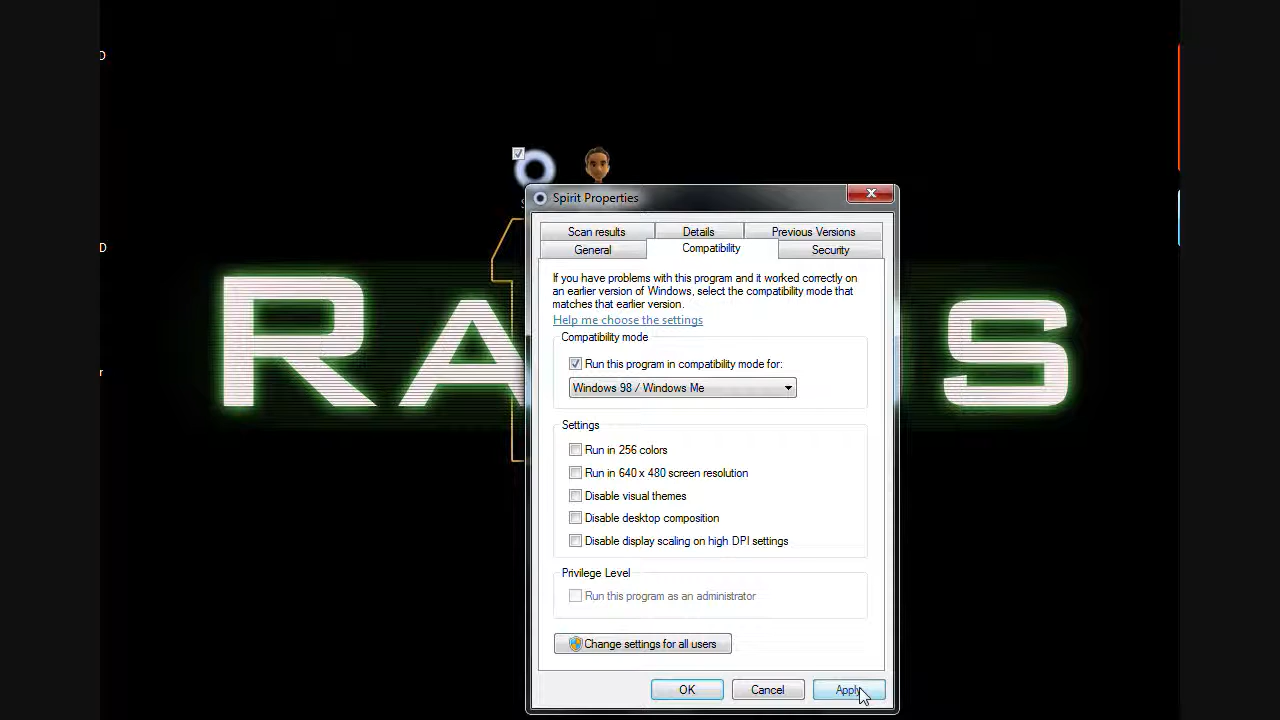 D
Spirit Properties
Scan results
Details
Previous Versions
General
Compatibility
Security
If you have problems with this program and it worked correctly on
an earlier version of Windows, select the compatibility mode that
matches that earlier version.
Help me choose the settings
Compatibility mode
Run this program in compatibility mode for:
Windows 98 / Windows Me
Settings
Run in 256 colors
Run in 640 x 480 screen resolution
Disable visual themes
Disable desktop composition
Disable display scaling on high DPI settings
Privilege Level
Run this program as an administrator
Change settings for all users
OK
Cancel
Apply
D
r
RA
S